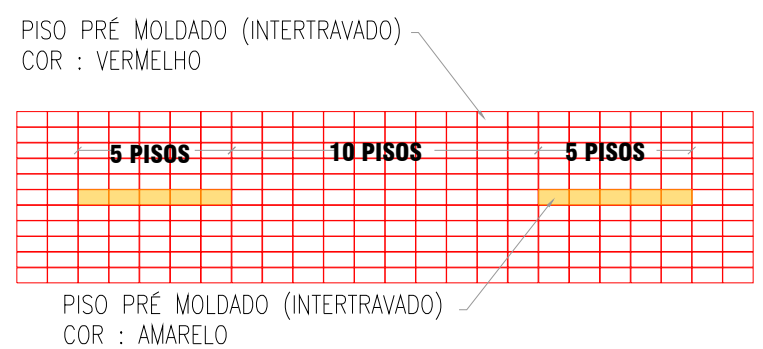 PISO PRÉ MOLDADO (INTERTRAVADO)
COR : VERMELHO
5 PISOS
10 PISOS
5 PISOS
PISO PRÉ MOLDADO (INTERTRAVADO)
COR : AMARELO